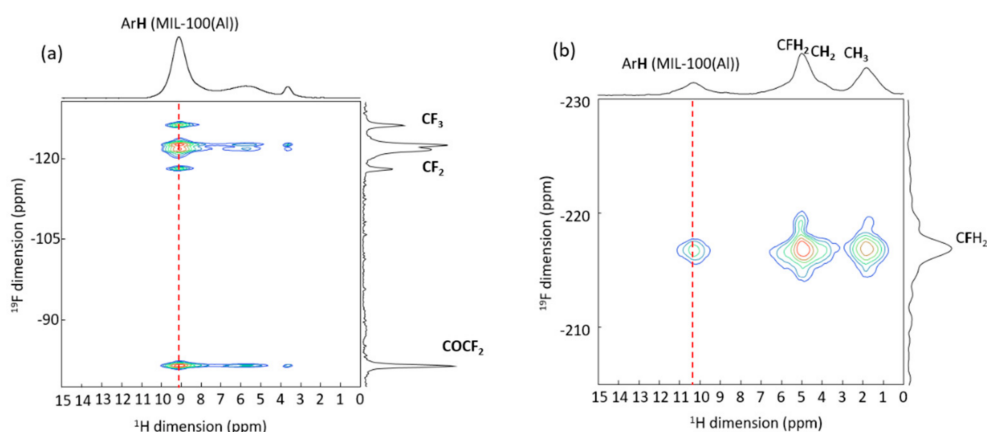 (a)
ArH (MIL-100(Al))
CF3
-120
CF2
-105
-90
COCF2
15 14 13 12 11 10 9 8 7 6 5 4 3 2 1 0
¹H dimension (ppm)
¹⁹F dimension (ppm)
(b)
CFH2 CH2 CH3
ArH (MIL-100(Al))
-230
-220
CFH2
-210
15 14 13 12 11 10 9 8 7 6 5 4 3 2 1 0
¹H dimension (ppm)
¹⁹F dimension (ppm)